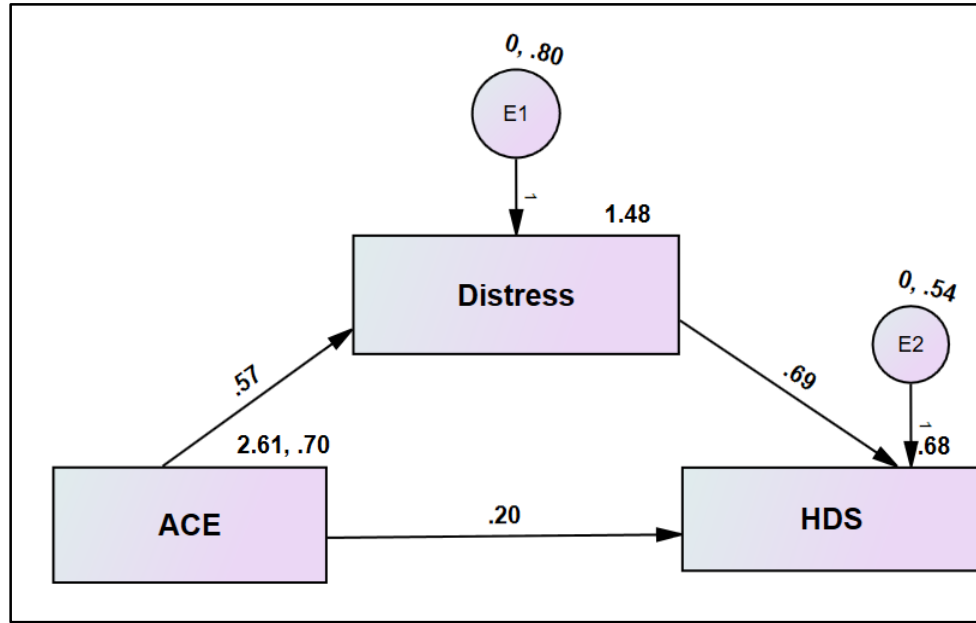 0, .80
E1
1
1.48
Distress
0, .54
E2
.57
.69
1
2.61, .70
.68
ACE
.20
HDS